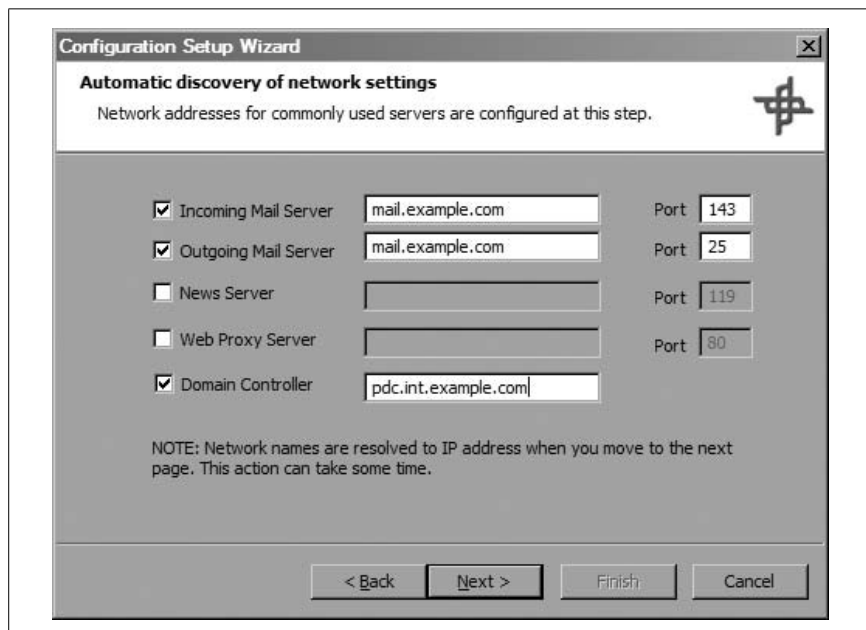 Configuration Setup Wizard
Automatic discovery of network settings
Network addresses for commonly used servers are configured at this step.
Incoming Mail Server mail.example.com Port 143
Outgoing Mail Server mail.example.com Port 25
News Server Port 119
Web Proxy Server Port 80
Domain Controller pdc.int.example.com
NOTE: Network names are resolved to IP address when you move to the next
page. This action can take some time.
< Back Next > Finish Cancel